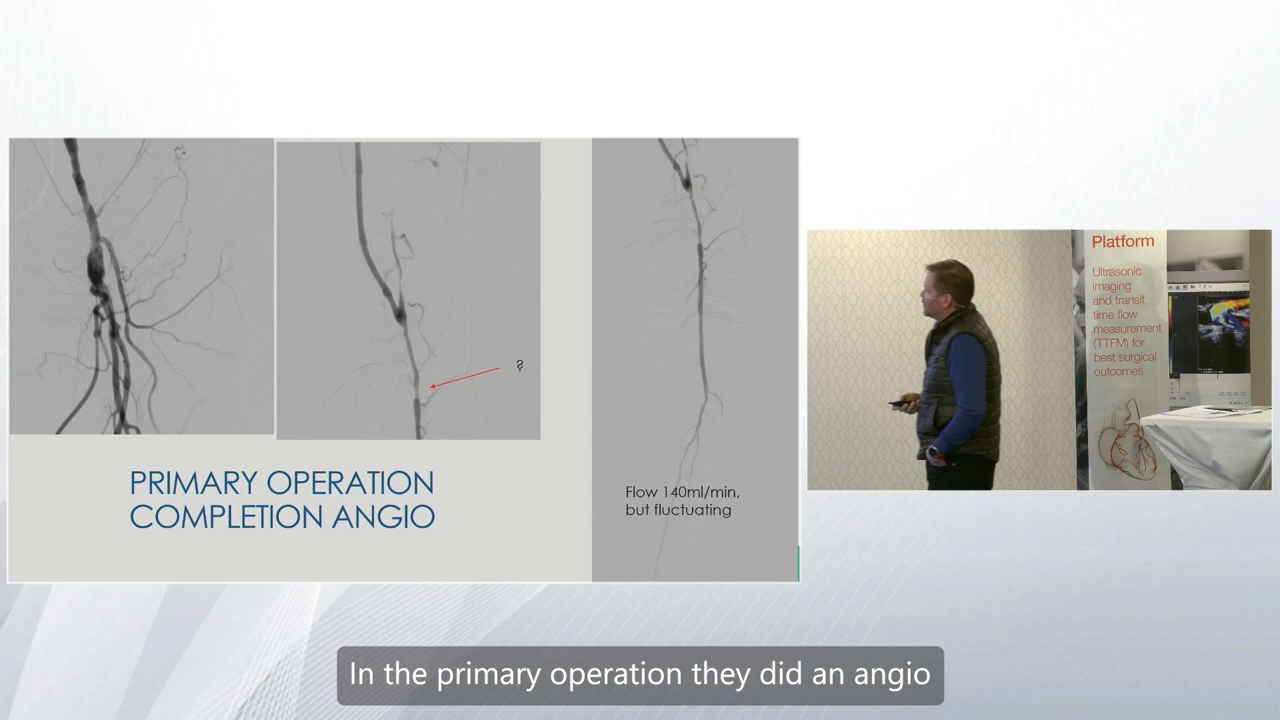 ?
PRIMARY OPERATION
COMPLETION ANGIO
Flow 140ml/min,
but fluctuating
Platform
Ultrasonic
imaging
and transit
time flow
measurement
(TTFM) for
best surgical
outcomes
In the primary operation they did an angio